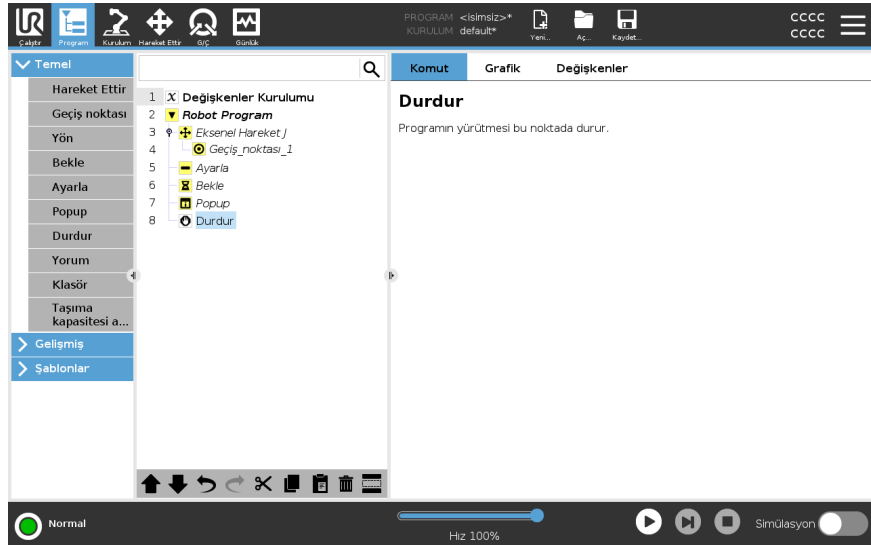 PROGRAM <isimsiz>*
KURULUM default*
Çalıştır
Program
Kurulum
Hareket Ettir
G/Ç
Günlük
Yeni...
Aç...
Kaydet...
CCCC
CCCC
Temel
Hareket Ettir
Geçiş noktası
Yön
Bekle
Ayarla
Popup
Durdur
Yorum
Klasör
Taşıma
kapasitesi a...
Gelişmiş
Şablonlar
1 X Değişkenler Kurulumu
2 Robot Program
3 Eksenel Hareket J
4 Geçiş_noktası_1
5 Ayarla
6 Bekle
7 Popup
8 Durdur
Komut Grafik Değişkenler
Durdur
Programın yürütmesi bu noktada durur.
Normal
Hız 100%
Simülasyon